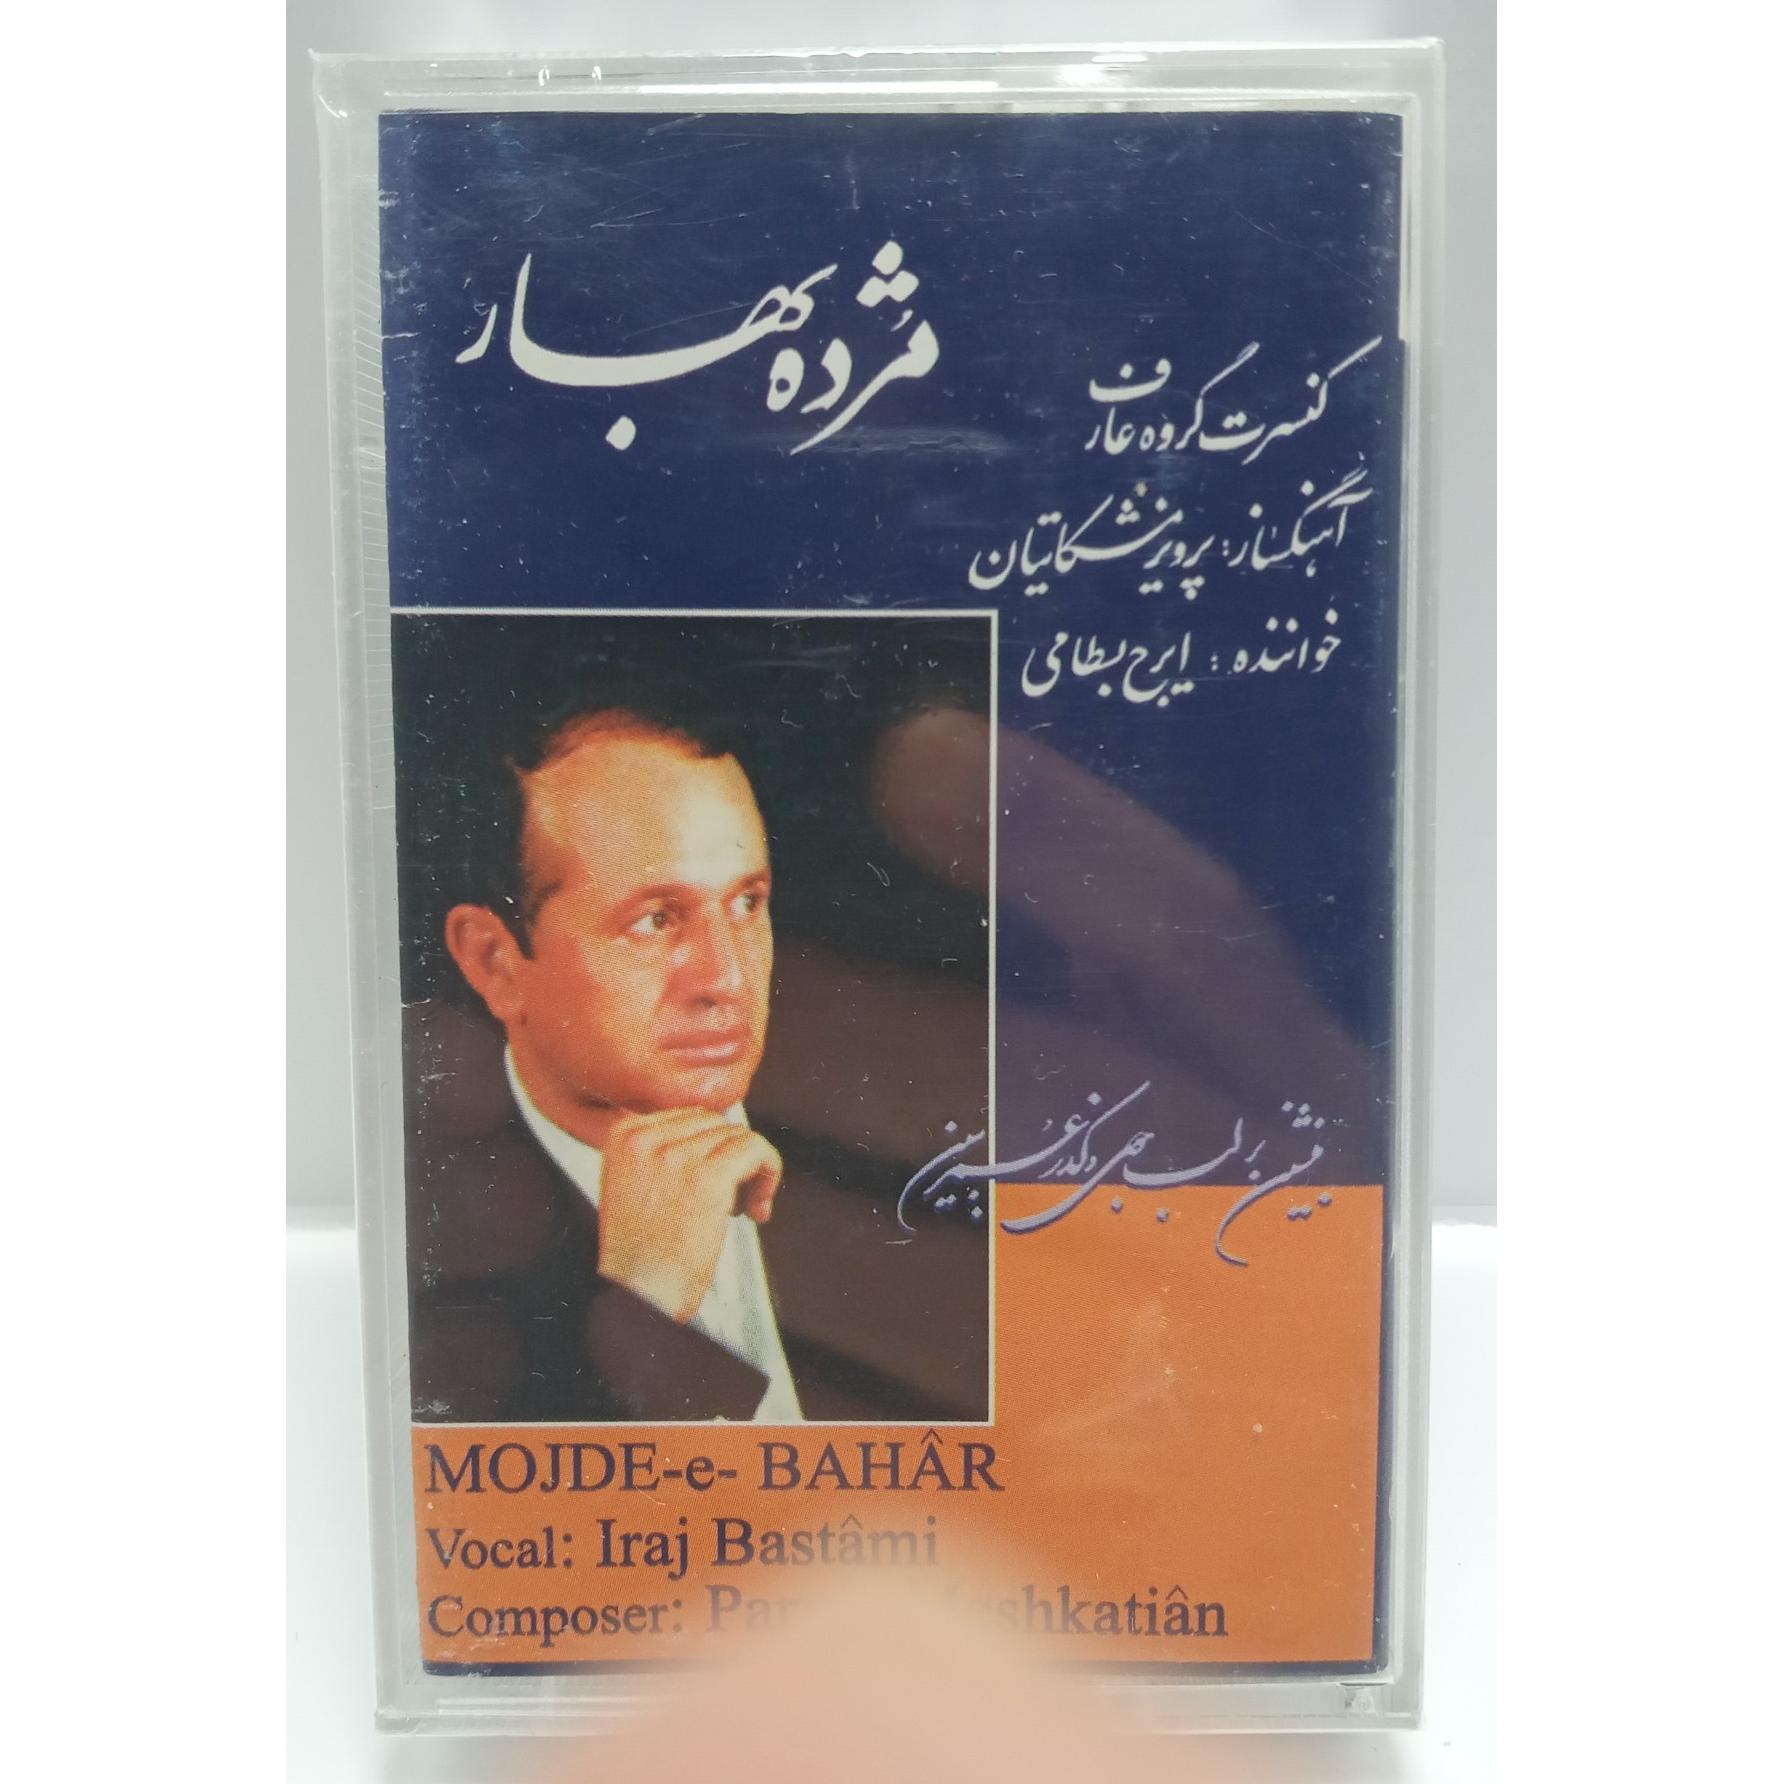 مُژده بهار
کنسرت گروه عارف
آهنگساز: پرویز مشکاتیان
خواننده: ایرج بسطامی
بنشین بر لب جوی و گذر عمر ببین
MOJDE-e- BAHÂR
Vocal: Iraj Bastâmi
Composer: